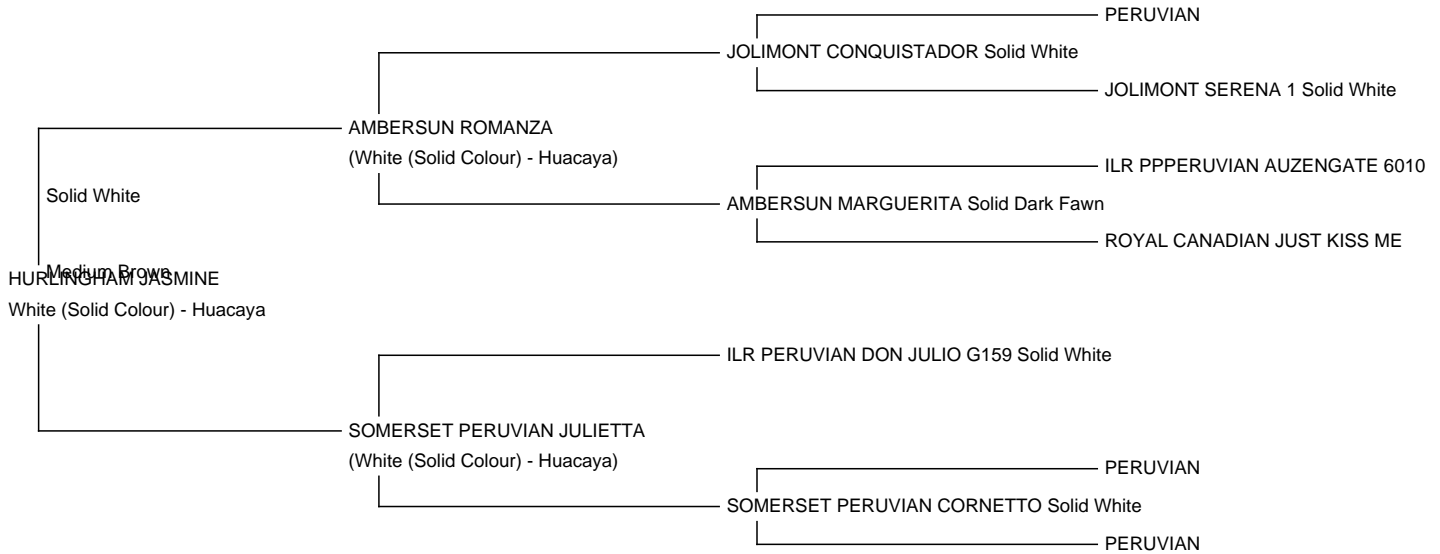 PERUVIAN
JOLIMONT CONQUISTADOR Solid White
JOLIMONT SERENA 1 Solid White
AMBERSUN ROMANZA
(White (Solid Colour) - Huacaya)
ILR PPPERUVIAN AUZENGATE 6010
Solid White
AMBERSUN MARGUERITA Solid Dark Fawn
ROYAL CANADIAN JUST KISS ME
Medium Brown
HURLINGHAM JASMINE
White (Solid Colour) - Huacaya
ILR PERUVIAN DON JULIO G159 Solid White
SOMERSET PERUVIAN JULIETTA
(White (Solid Colour) - Huacaya)
PERUVIAN
SOMERSET PERUVIAN CORNETTO Solid White
PERUVIAN